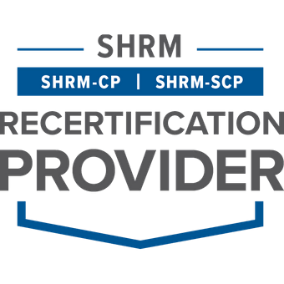 SHRM
SHRM-CP | SHRM-SCP
RECERTIFICATION
PROVIDER